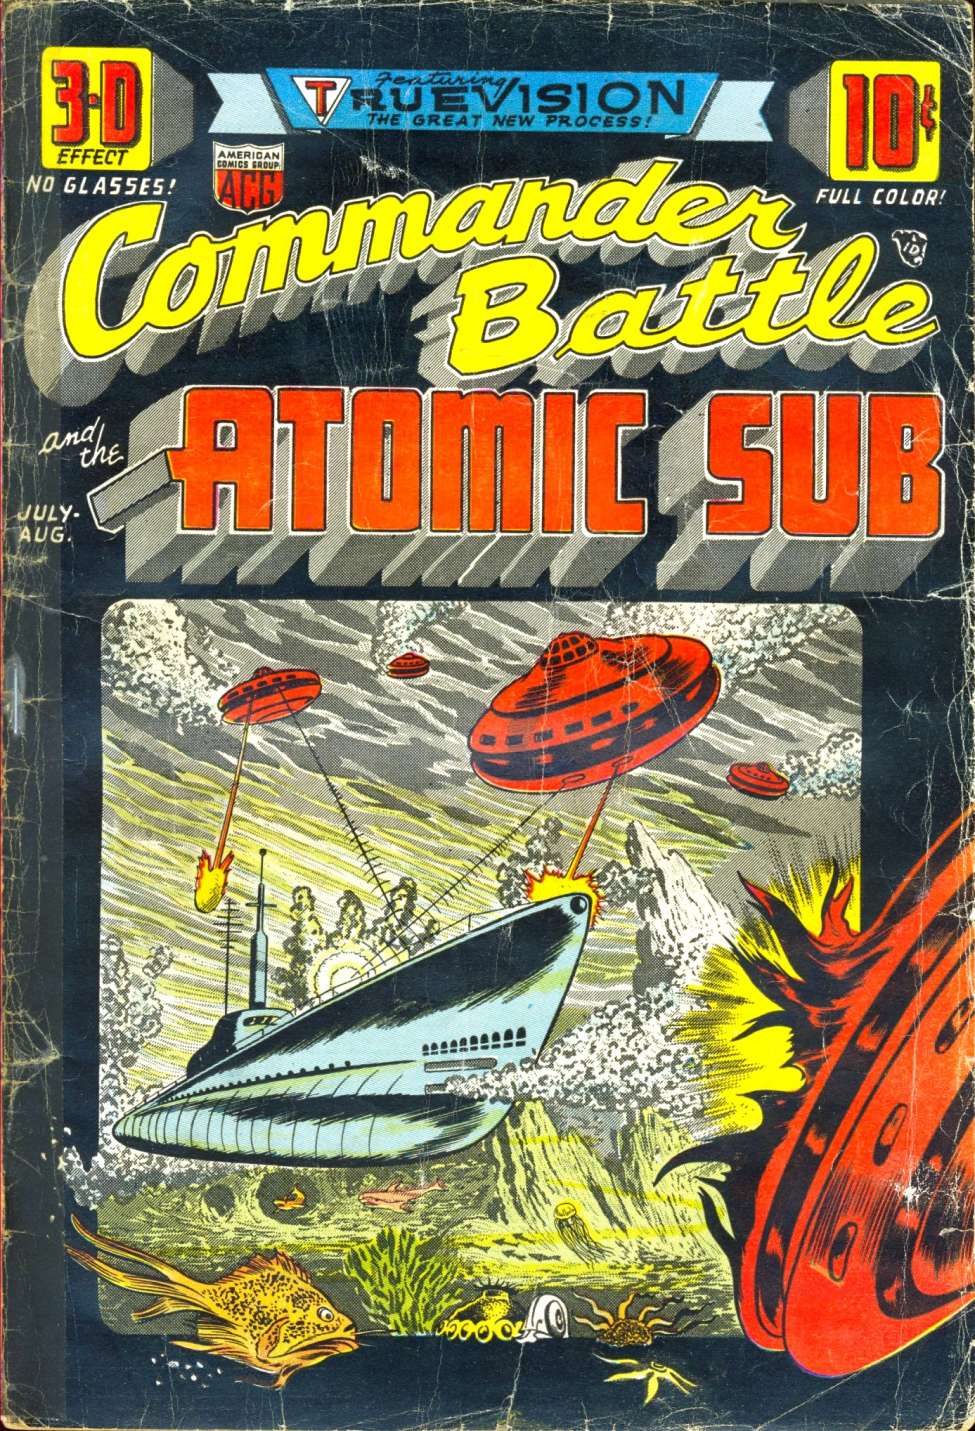 3-D
EFFECT
NO GLASSES!
Featuring
TRUEVISION
THE GREAT NEW PROCESS!
10¢
FULL COLOR!
AMERICAN
COMICS GROUP
ACG
Commander
Battle
and the
ATOMIC SUB
JULY-
AUG.